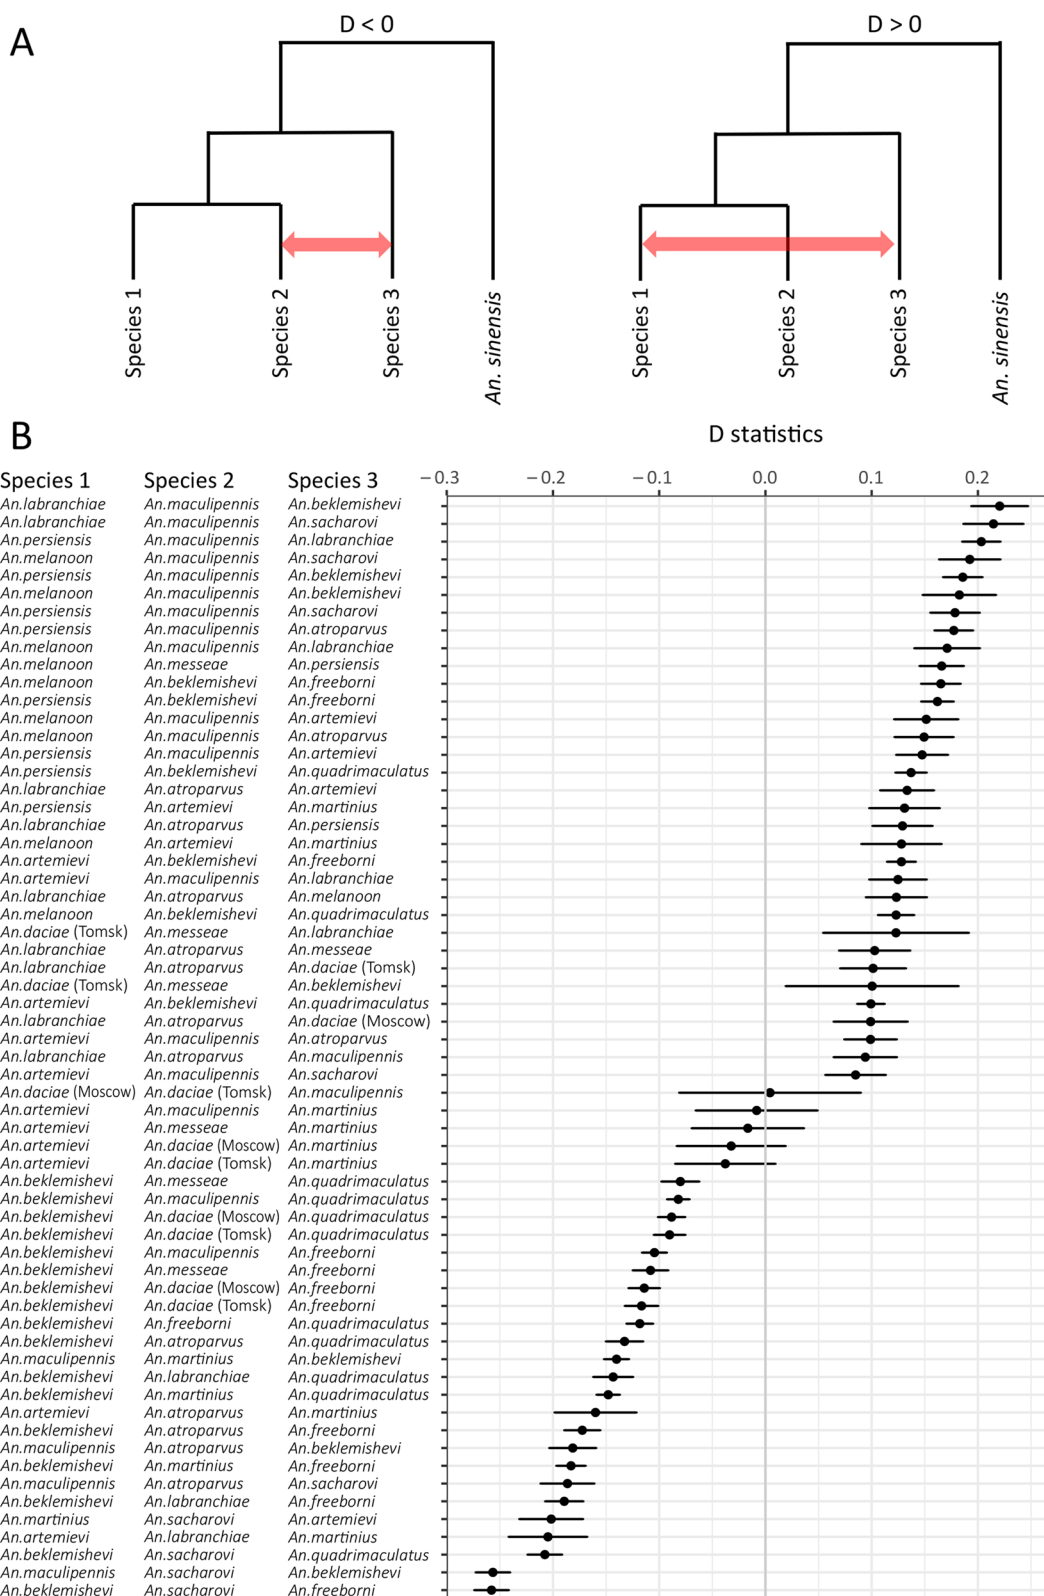 A
D < 0
D > 0
Species 1
Species 2
Species 3
An. sinensis
Species 1
Species 2
Species 3
An. sinensis
B
D statistics
Species 1 Species 2 Species 3
−0.3 −0.2 −0.1 0.0 0.1 0.2
An.labranchiae An.maculipennis An.beklemishevi
An.labranchiae An.maculipennis An.sacharovi
An.persiensis An.maculipennis An.labranchiae
An.melanoon An.maculipennis An.sacharovi
An.persiensis An.maculipennis An.beklemishevi
An.melanoon An.maculipennis An.beklemishevi
An.persiensis An.maculipennis An.sacharovi
An.persiensis An.maculipennis An.atroparvus
An.melanoon An.maculipennis An.labranchiae
An.melanoon An.messeae An.persiensis
An.melanoon An.beklemishevi An.freeborni
An.persiensis An.beklemishevi An.freeborni
An.melanoon An.maculipennis An.artemievi
An.melanoon An.maculipennis An.atroparvus
An.persiensis An.maculipennis An.artemievi
An.persiensis An.beklemishevi An.quadrimaculatus
An.labranchiae An.atroparvus An.artemievi
An.persiensis An.artemievi An.martinius
An.labranchiae An.atroparvus An.persiensis
An.melanoon An.artemievi An.martinius
An.artemievi An.beklemishevi An.freeborni
An.artemievi An.maculipennis An.labranchiae
An.labranchiae An.atroparvus An.melanoon
An.melanoon An.beklemishevi An.quadrimaculatus
An.daciae (Tomsk) An.messeae An.labranchiae
An.labranchiae An.atroparvus An.messeae
An.labranchiae An.atroparvus An.daciae (Tomsk)
An.daciae (Tomsk) An.messeae An.beklemishevi
An.artemievi An.beklemishevi An.quadrimaculatus
An.labranchiae An.atroparvus An.daciae (Moscow)
An.artemievi An.maculipennis An.atroparvus
An.labranchiae An.atroparvus An.maculipennis
An.artemievi An.maculipennis An.sacharovi
An.daciae (Moscow) An.daciae (Tomsk) An.maculipennis
An.artemievi An.maculipennis An.martinius
An.artemievi An.messeae An.martinius
An.artemievi An.daciae (Moscow) An.martinius
An.artemievi An.daciae (Tomsk) An.martinius
An.beklemishevi An.messeae An.quadrimaculatus
An.beklemishevi An.maculipennis An.quadrimaculatus
An.beklemishevi An.daciae (Moscow) An.quadrimaculatus
An.beklemishevi An.daciae (Tomsk) An.quadrimaculatus
An.beklemishevi An.maculipennis An.freeborni
An.beklemishevi An.messeae An.freeborni
An.beklemishevi An.daciae (Moscow) An.freeborni
An.beklemishevi An.daciae (Tomsk) An.freeborni
An.beklemishevi An.freeborni An.quadrimaculatus
An.beklemishevi An.atroparvus An.quadrimaculatus
An.maculipennis An.martinius An.beklemishevi
An.beklemishevi An.labranchiae An.quadrimaculatus
An.beklemishevi An.martinius An.quadrimaculatus
An.artemievi An.atroparvus An.martinius
An.beklemishevi An.atroparvus An.freeborni
An.maculipennis An.atroparvus An.beklemishevi
An.beklemishevi An.martinius An.freeborni
An.maculipennis An.atroparvus An.sacharovi
An.beklemishevi An.labranchiae An.freeborni
An.martinius An.sacharovi An.artemievi
An.artemievi An.labranchiae An.martinius
An.beklemishevi An.sacharovi An.quadrimaculatus
An.maculipennis An.sacharovi An.beklemishevi
An.beklemishevi An.sacharovi An.freeborni